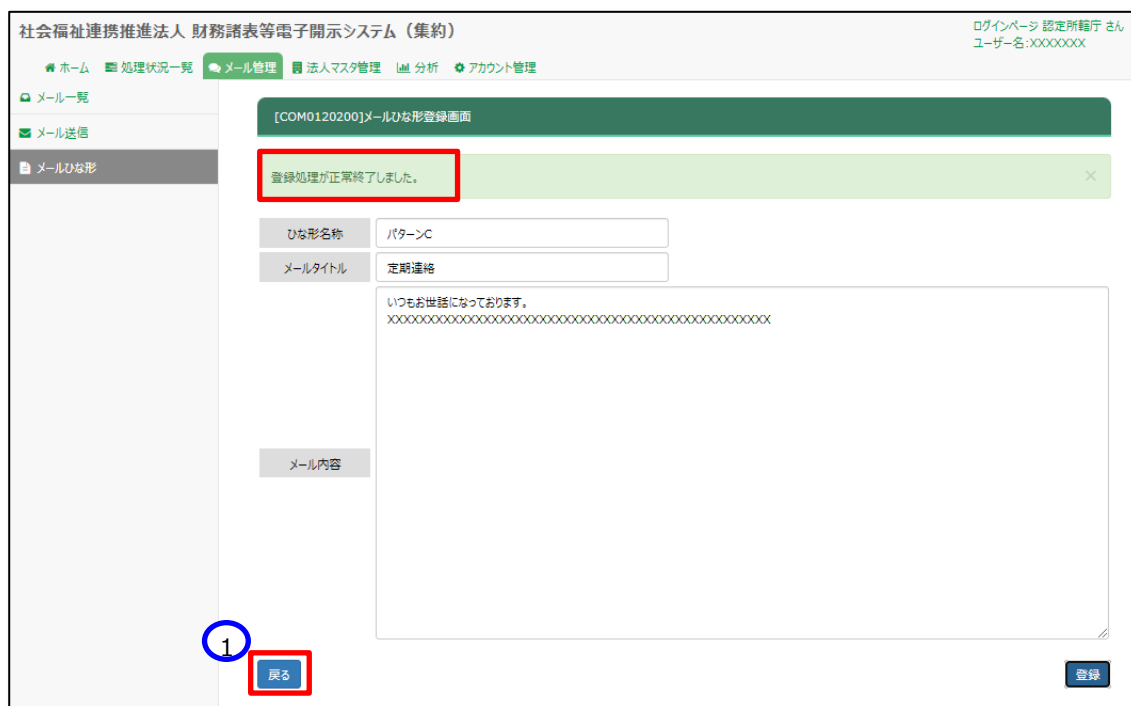 社会福祉連携推進法人 財務諸表等電子開示システム（集約）
ログインページ 認定所轄庁 さん
ユーザー名:XXXXXXX
ホーム 処理状況一覧 メール管理 法人マスタ管理 分析 アカウント管理
メール一覧
メール送信
メールひな形
[COM0120200]メールひな形登録画面
登録処理が正常終了しました。 ×
ひな形名称 パターンC
メールタイトル 定期連絡
いつもお世話になっております。
XXXXXXXXXXXXXXXXXXXXXXXXXXXXXXXXXXXXXXXXXXXXXXXX
メール内容
1
戻る 登録